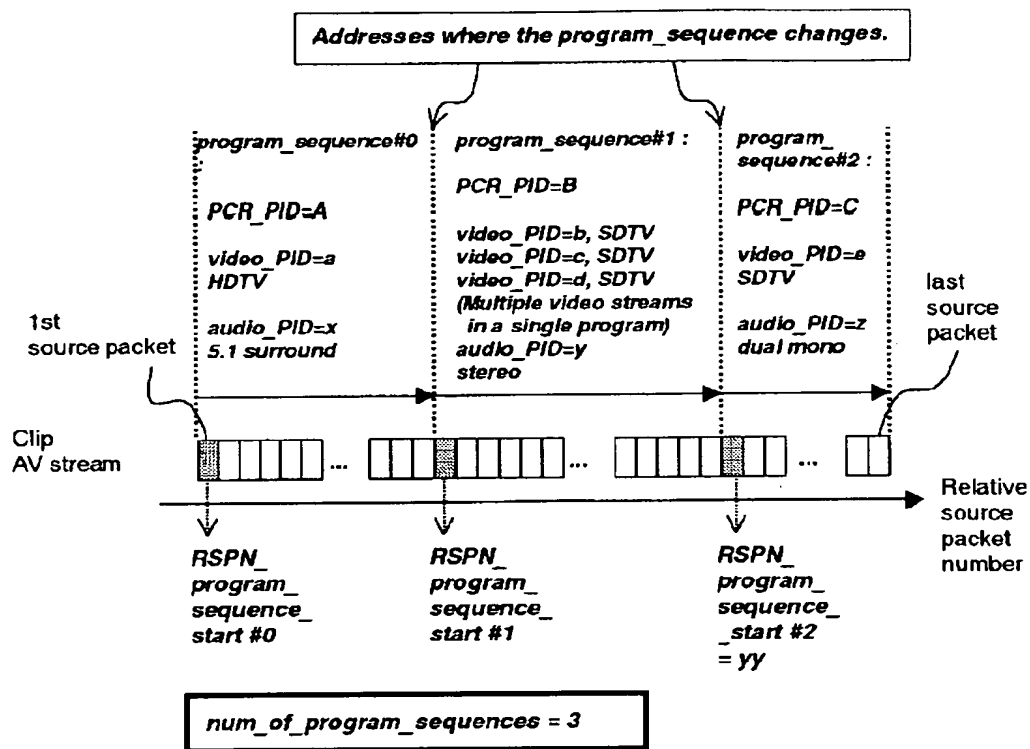 Addresses where the program_sequence changes.
program_sequence#0
:
PCR_PID=A
video_PID=a
HDTV
audio_PID=x
5.1 surround
program_sequence#1 :
PCR_PID=B
video_PID=b, SDTV
video_PID=c, SDTV
video_PID=d, SDTV
(Multiple video streams
in a single program)
audio_PID=y
stereo
program_
sequence#2 :
PCR_PID=C
video_PID=e
SDTV
audio_PID=z
dual mono
1st
source packet
last
source
packet
Clip
AV stream
...
...
...
Relative
source
packet
number
RSPN_
program_
sequence_
start #0
RSPN_
program_
sequence_
start #1
RSPN_
program_
sequence_
_start #2
= yy
num_of_program_sequences = 3